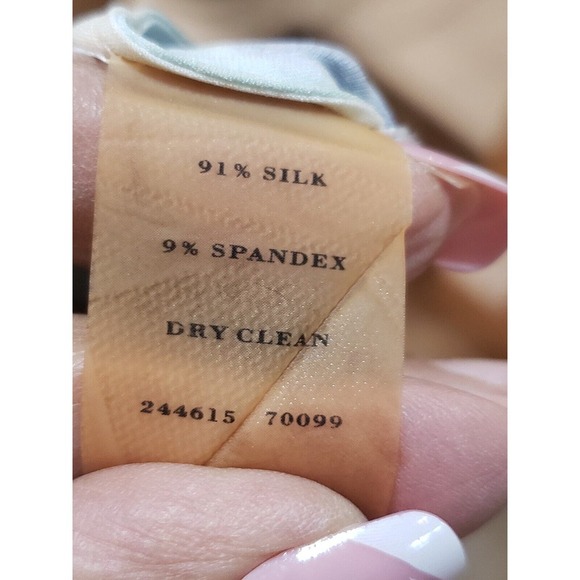 91% SILK
9% SPANDEX
DRY CLEAN
244615 70099